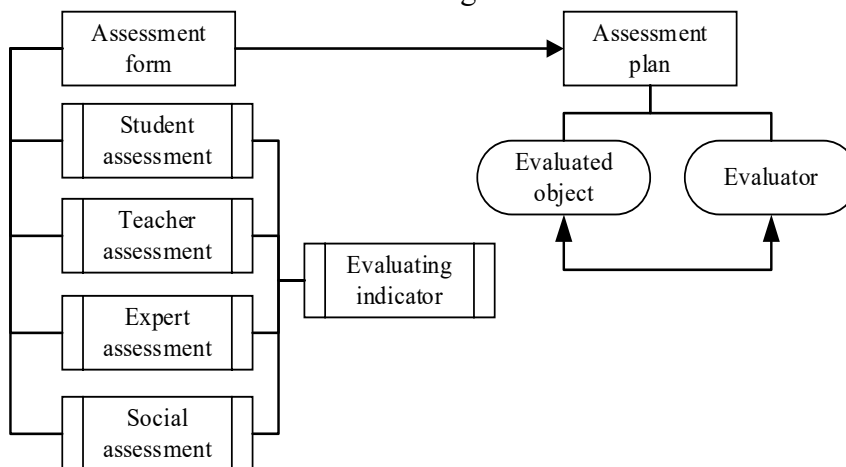 Assessment
form
Assessment
plan
Student
assessment
Evaluated
object
Evaluator
Teacher
assessment
Evaluating
indicator
Expert
assessment
Social
assessment